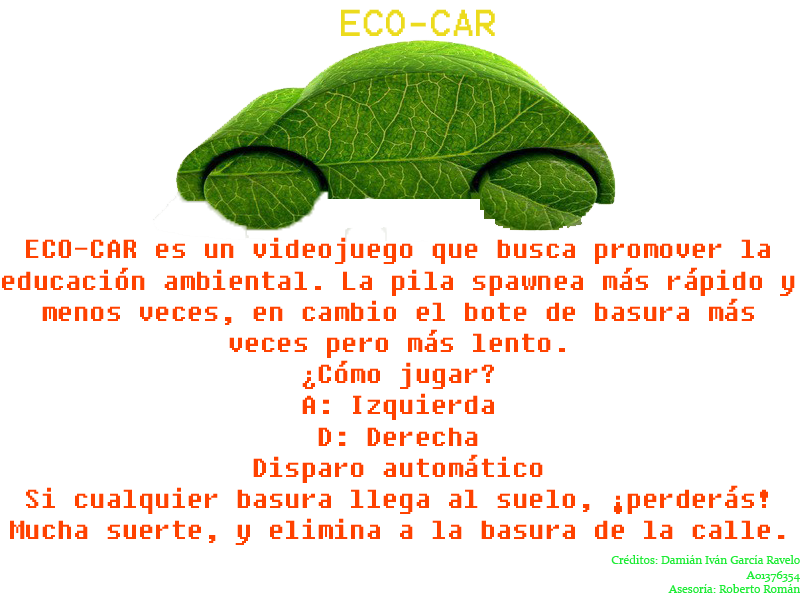 ECO-CAR
ECO-CAR es un videojuego que busca promover la
educación ambiental. La pila spawnea más rápido y
menos veces, en cambio el bote de basura más
veces pero más lento.
¿Cómo jugar?
A: Izquierda
D: Derecha
Disparo automático
Si cualquier basura llega al suelo, ¡perderás!
Mucha suerte, y elimina a la basura de la calle.
Créditos: Damián Iván García Ravelo
A01376354
Asesoría: Roberto Román